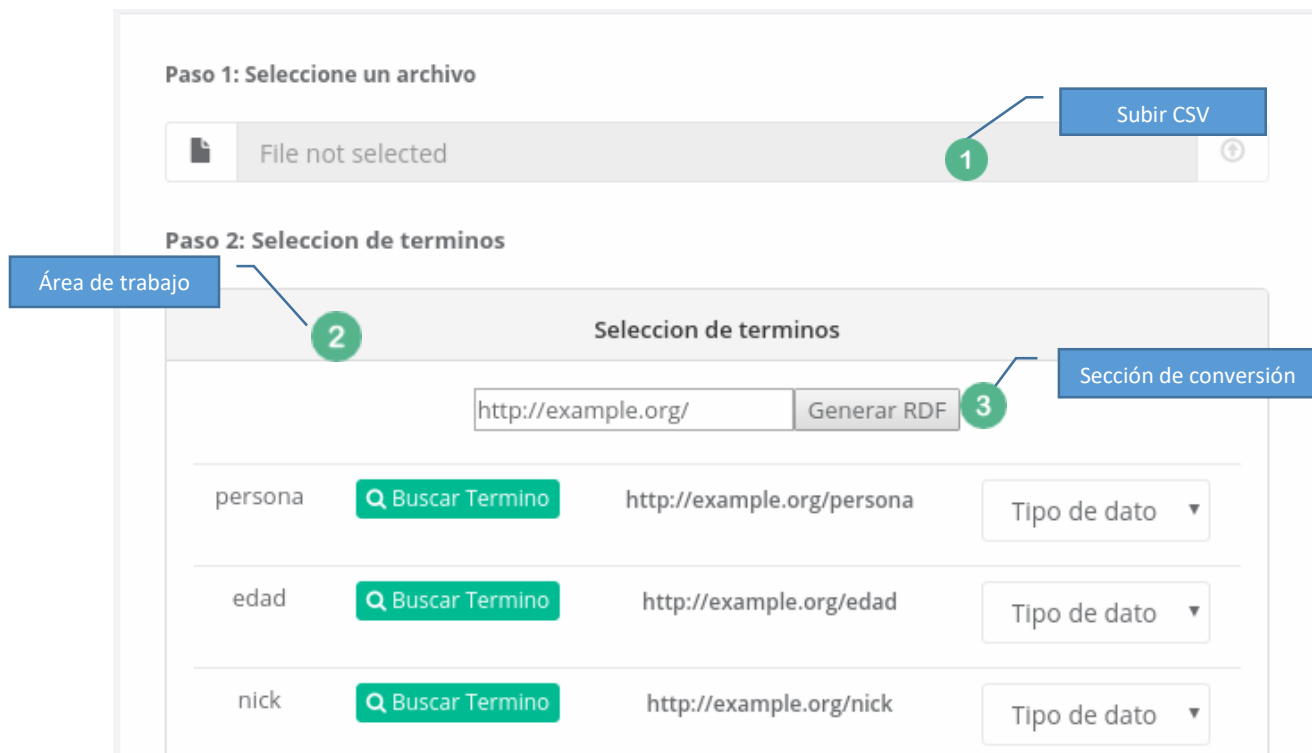 Paso 1: Seleccione un archivo
Subir CSV
File not selected
1
Paso 2: Seleccion de terminos
Área de trabajo
2
Seleccion de terminos
Sección de conversión
http://example.org/ Generar RDF 3
persona Buscar Termino http://example.org/persona Tipo de dato
edad Buscar Termino http://example.org/edad Tipo de dato
nick Buscar Termino http://example.org/nick Tipo de dato